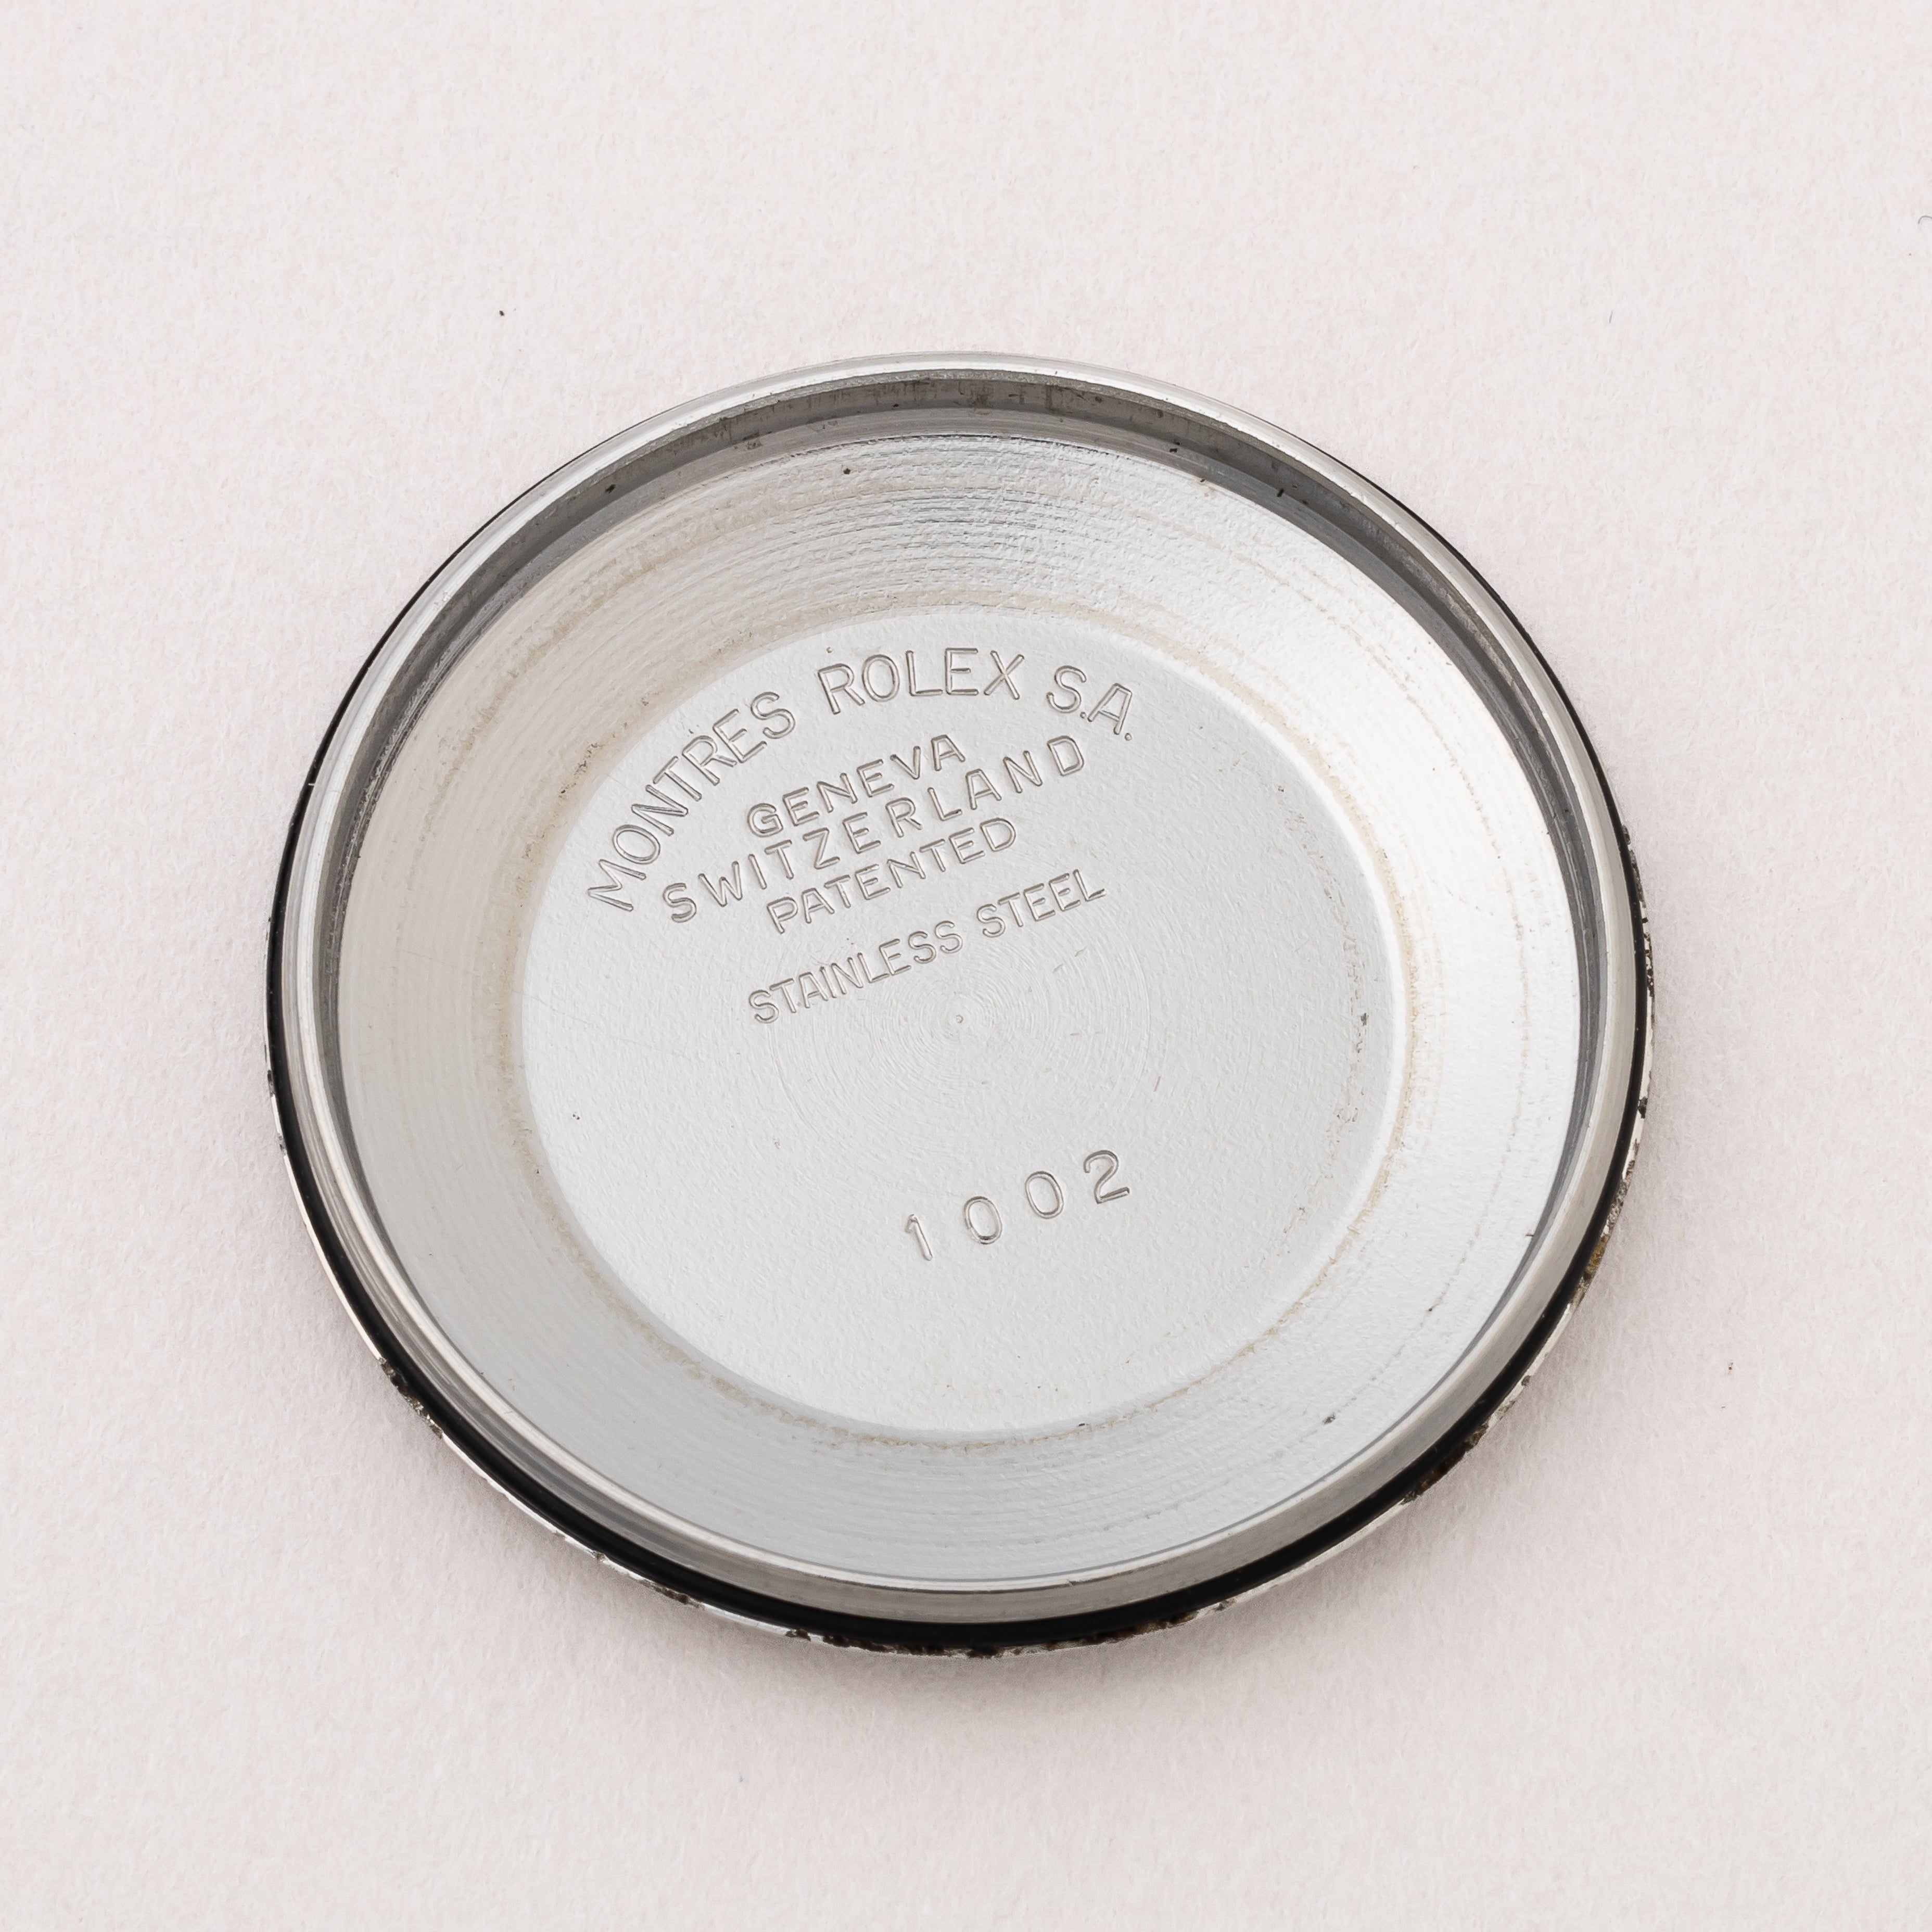 MONTRES ROLEX S.A.
GENEVA
SWITZERLAND
PATENTED
STAINLESS STEEL
1002